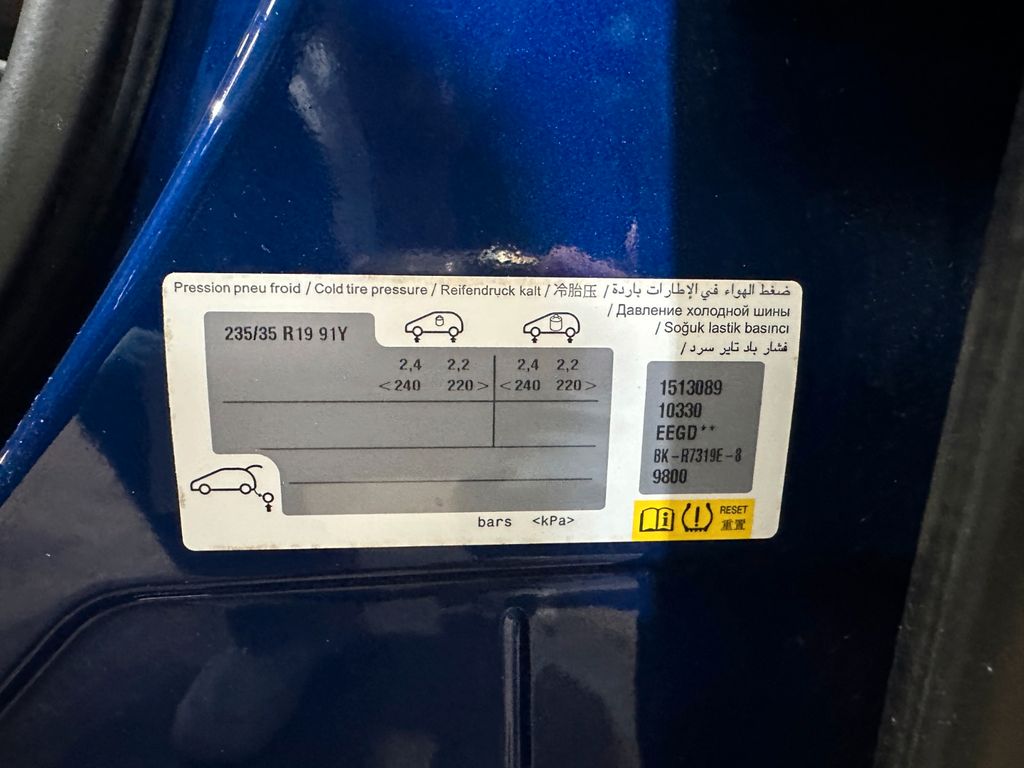 Pression pneu froid / Cold tire pressure / Reifendruck kalt / 冷胎压 / ضغط الهواء في الإطارات باردة
/ Давление холодной шины
/ Soğuk lastik basıncı
/ فشار باد تایر سرد
235/35 R19 91Y
2,4 2,2 2,4 2,2
<240 220> <240 220>
1513089
10330
EEGD**
BK-R7319E-8
9800
bars <kPa>
RESET
重置